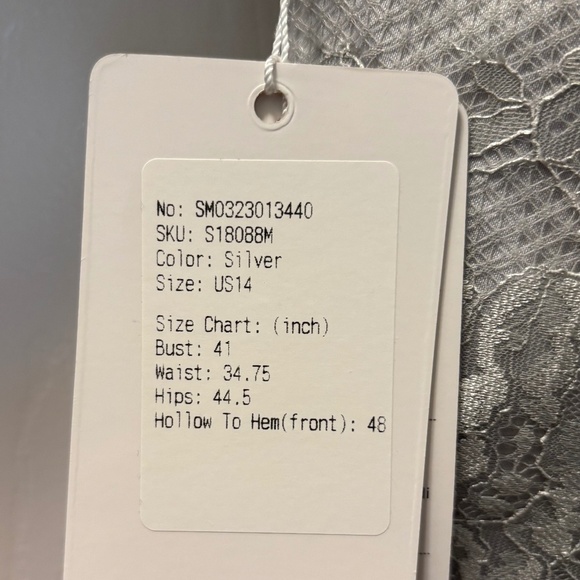 No: SM0323013440
SKU: S18088M
Color: Silver
Size: US14
Size Chart: (inch)
Bust: 41
Waist: 34.75
Hips: 44.5
Hollow To Hem(front): 48